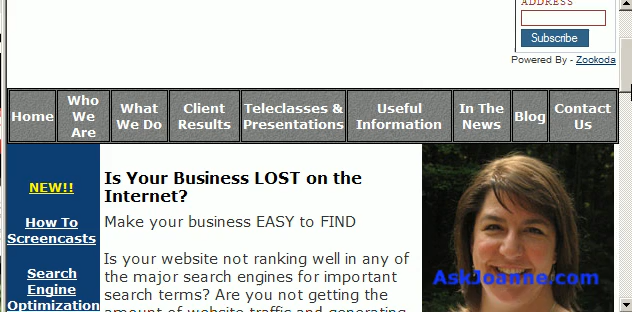 ADDRESS
Subscribe
Powered By - Zookoda
Home
Who We Are
What We Do
Client Results
Teleclasses & Presentations
Useful Information
In The News
Blog
Contact Us
NEW!!
How To
Screencasts
Search
Engine
Optimization
Is Your Business LOST on the
Internet?
Make your business EASY to FIND
Is your website not ranking well in any of
the major search engines for important
search terms? Are you not getting the
amount of website traffic and generating
AskJoanne.com